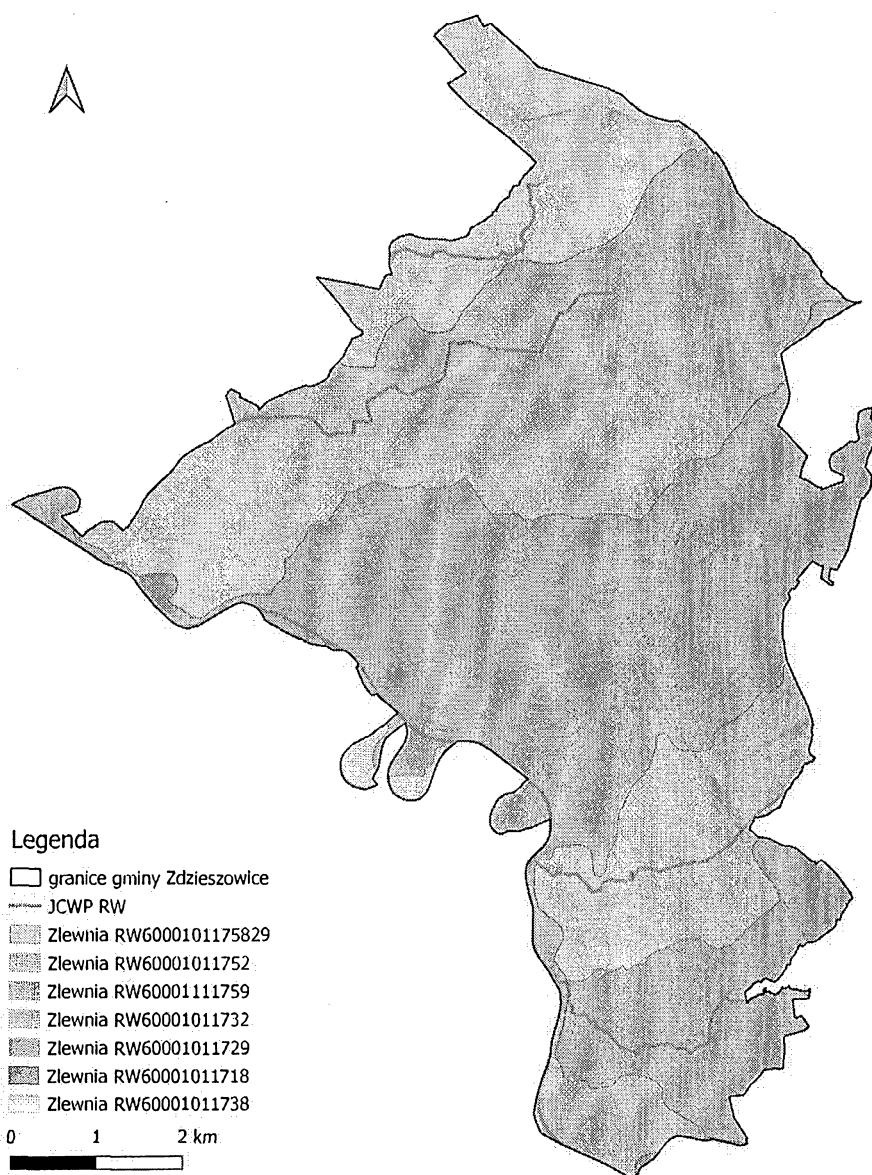 Legenda
granice gminy Zdzieszowice
JCWP RW
Zlewnia RW6000101175829
Zlewnia RW60001011752
Zlewnia RW60001111759
Zlewnia RW60001011732
Zlewnia RW60001011729
Zlewnia RW60001011718
Zlewnia RW60001011738
0 1 2 km